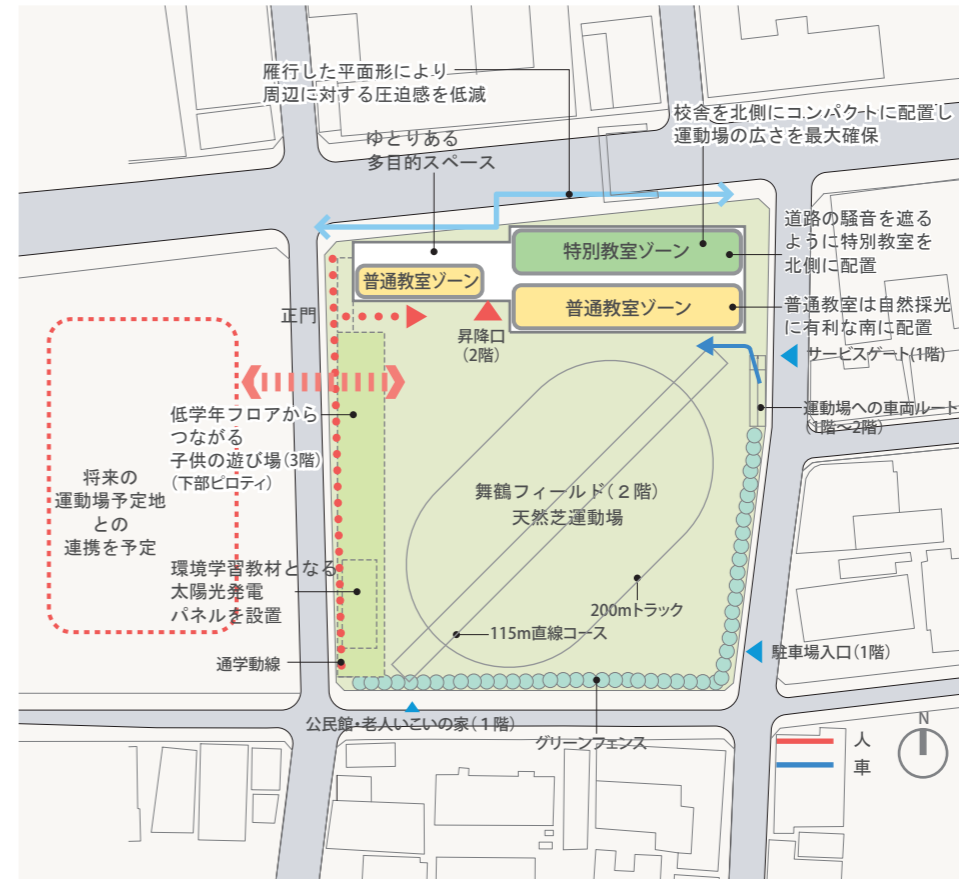 雁行した平面形により
周辺に対する圧迫感を低減
校舎を北側にコンパクトに配置し
運動場の広さを最大確保
ゆとりある
多目的スペース
道路の騒音を遮る
ように特別教室を
北側に配置
特別教室ゾーン
普通教室ゾーン
普通教室ゾーン
普通教室は自然採光
に有利な南に配置
正門
昇降口
(2階)
サービスゲート(1階)
運動場への車両ルート
(1階~2階)
低学年フロアから
つながる
子供の遊び場(3階)
(下部ピロティ)
将来の
運動場予定地
との
連携を予定
舞鶴フィールド(2階)
天然芝運動場
環境学習教材となる
太陽光発電
パネルを設置
200mトラック
115m直線コース
通学動線
駐車場入口(1階)
公民館・老人いこいの家(1階)
グリーンフェンス
N
人
車